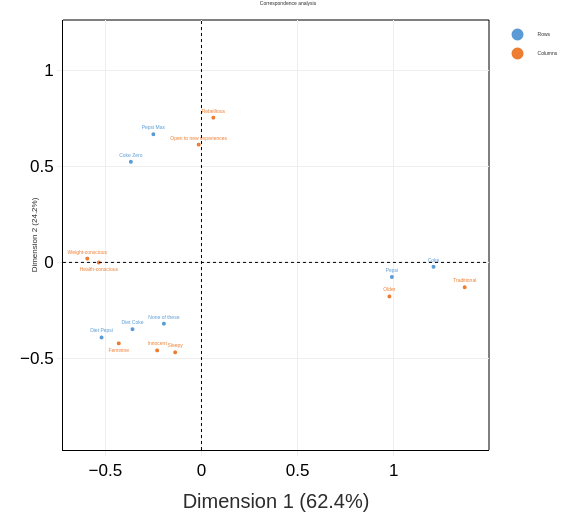 Correspondence analysis
Rows
Columns
1
0.5
0
−0.5
Dimension 2 (24.2%)
Rebellious
Pepsi Max
Open to new experiences
Coke Zero
Weight-conscious
Health-conscious
Coke
Pepsi
Traditional
Older
None of these
Diet Coke
Diet Pepsi
Feminine
Innocent
Sleepy
−0.5
0
0.5
1
Dimension 1 (62.4%)